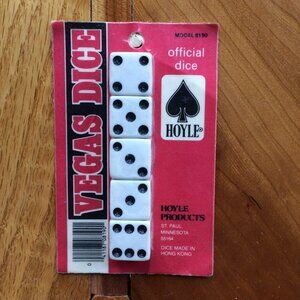 MODEL 8190
official
dice
VEGAS DICE
HOYLE
HOYLE
PRODUCTS
ST. PAUL
MINNESOTA
55164
DICE MADE IN
HONG KONG